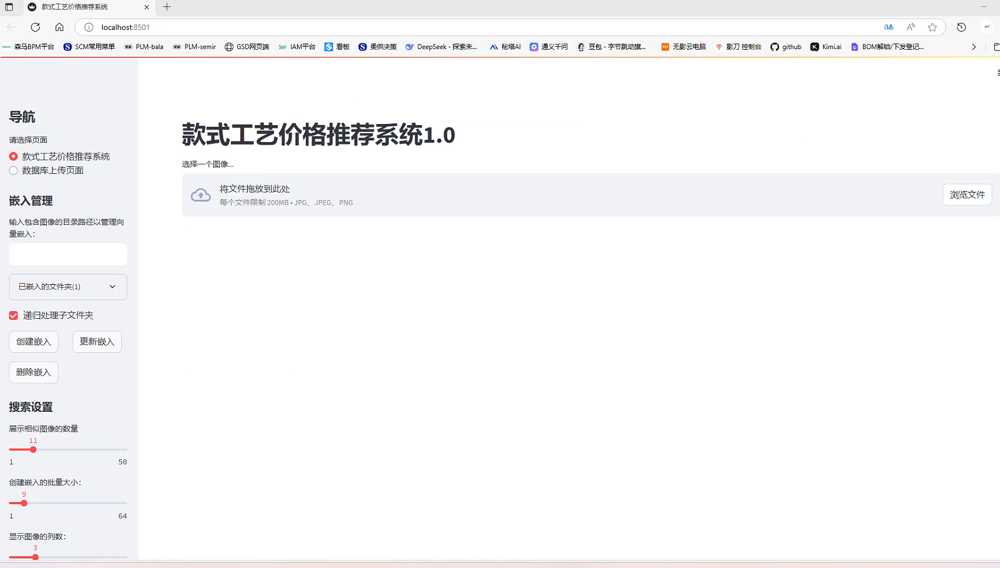 款式工艺价格推荐系统
localhost:8501
森马BPM平台 SCM常用菜单 PLM-bala PLM-semir GSD网页端 IAM平台 看板 柔供决策 DeepSeek - 探索未... 秘塔AI 通义千问 豆包 - 字节跳动旗... 无影云电脑 影刀 控制台 github Kimi.ai BOM解锁/下发登记...
导航
请选择页面
款式工艺价格推荐系统
数据库上传页面
嵌入管理
输入包含图像的目录路径以管理向
量嵌入：
已嵌入的文件夹(1)
递归处理子文件夹
创建嵌入 更新嵌入
删除嵌入
搜索设置
展示相似图像的数量
11
1 50
创建嵌入的批量大小：
9
1 64
显示图像的列数：
3
款式工艺价格推荐系统1.0
选择一个图像...
将文件拖放到此处
每个文件限制 200MB • JPG、JPEG、PNG
浏览文件